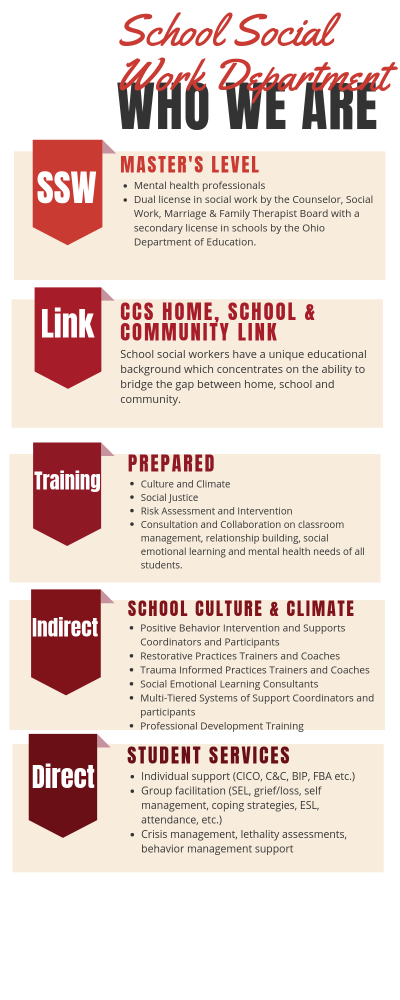 School Social
Work Department
WHO WE ARE
SSW
MASTER'S LEVEL
• Mental health professionals
• Dual license in social work by the Counselor, Social
Work, Marriage & Family Therapist Board with a
secondary license in schools by the Ohio
Department of Education.
Link
CCS HOME, SCHOOL &
COMMUNITY LINK
School social workers have a unique educational
background which concentrates on the ability to
bridge the gap between home, school and
community.
Training
PREPARED
• Culture and Climate
• Social Justice
• Risk Assessment and Intervention
• Consultation and Collaboration on classroom
management, relationship building, social
emotional learning and mental health needs of all
students.
Indirect
SCHOOL CULTURE & CLIMATE
• Positive Behavior Intervention and Supports
Coordinators and Participants
• Restorative Practices Trainers and Coaches
• Trauma Informed Practices Trainers and Coaches
• Social Emotional Learning Consultants
• Multi-Tiered Systems of Support Coordinators and
participants
• Professional Development Training
Direct
STUDENT SERVICES
• Individual support (CICO, C&C, BIP, FBA etc.)
• Group facilitation (SEL, grief/loss, self
management, coping strategies, ESL,
attendance, etc.)
• Crisis management, lethality assessments,
behavior management support